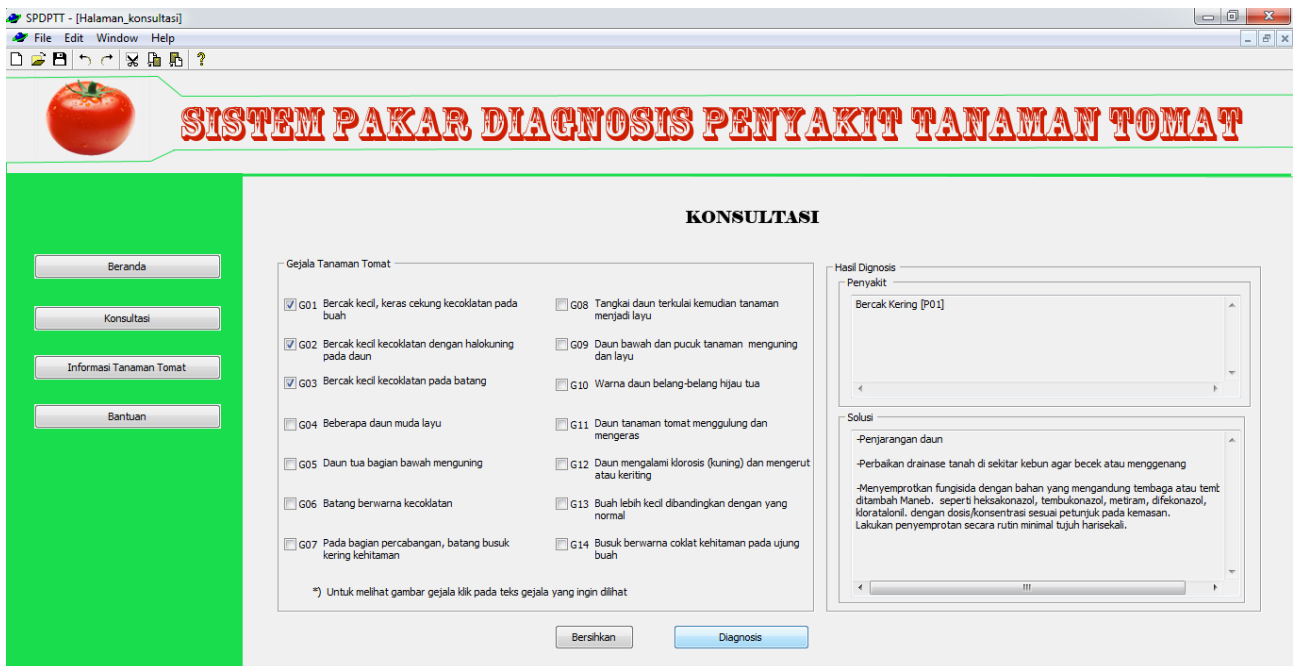 SPDPTT - [Halaman_konsultasi]
File Edit Window Help
SISTEM PAKAR DIAGNOSIS PENYAKIT TANAMAN TOMAT
Beranda
Konsultasi
Informasi Tanaman Tomat
Bantuan
KONSULTASI
Gejala Tanaman Tomat
G01 Bercak kecil, keras cekung kecoklatan pada
buah
G02 Bercak kecil kecoklatan dengan halokuning
pada daun
G03 Bercak kecil kecoklatan pada batang
G04 Beberapa daun muda layu
G05 Daun tua bagian bawah menguning
G06 Batang berwarna kecoklatan
G07 Pada bagian percabangan, batang busuk
kering kehitaman
G08 Tangkai daun terkulai kemudian tanaman
menjadi layu
G09 Daun bawah dan pucuk tanaman menguning
dan layu
G10 Warna daun belang-belang hijau tua
G11 Daun tanaman tomat menggulung dan
mengeras
G12 Daun mengalami klorosis (kuning) dan mengerut
atau keriting
G13 Buah lebih kecil dibandingkan dengan yang
normal
G14 Busuk berwarna coklat kehitaman pada ujung
buah
*) Untuk melihat gambar gejala klik pada teks gejala yang ingin dilihat
Bersihkan
Diagnosis
Hasil Dignosis
Penyakit
Bercak Kering [P01]
Solusi
-Penjarangan daun
-Perbaikan drainase tanah di sekitar kebun agar becek atau menggenang
-Menyemprotkan fungisida dengan bahan yang mengandung tembaga atau temt
ditambah Maneb. seperti heksakonazol, tembukonazol, metiram, difekonazol,
kloratalonil. dengan dosis/konsentrasi sesuai petunjuk pada kemasan.
Lakukan penyemprotan secara rutin minimal tujuh harisekali.